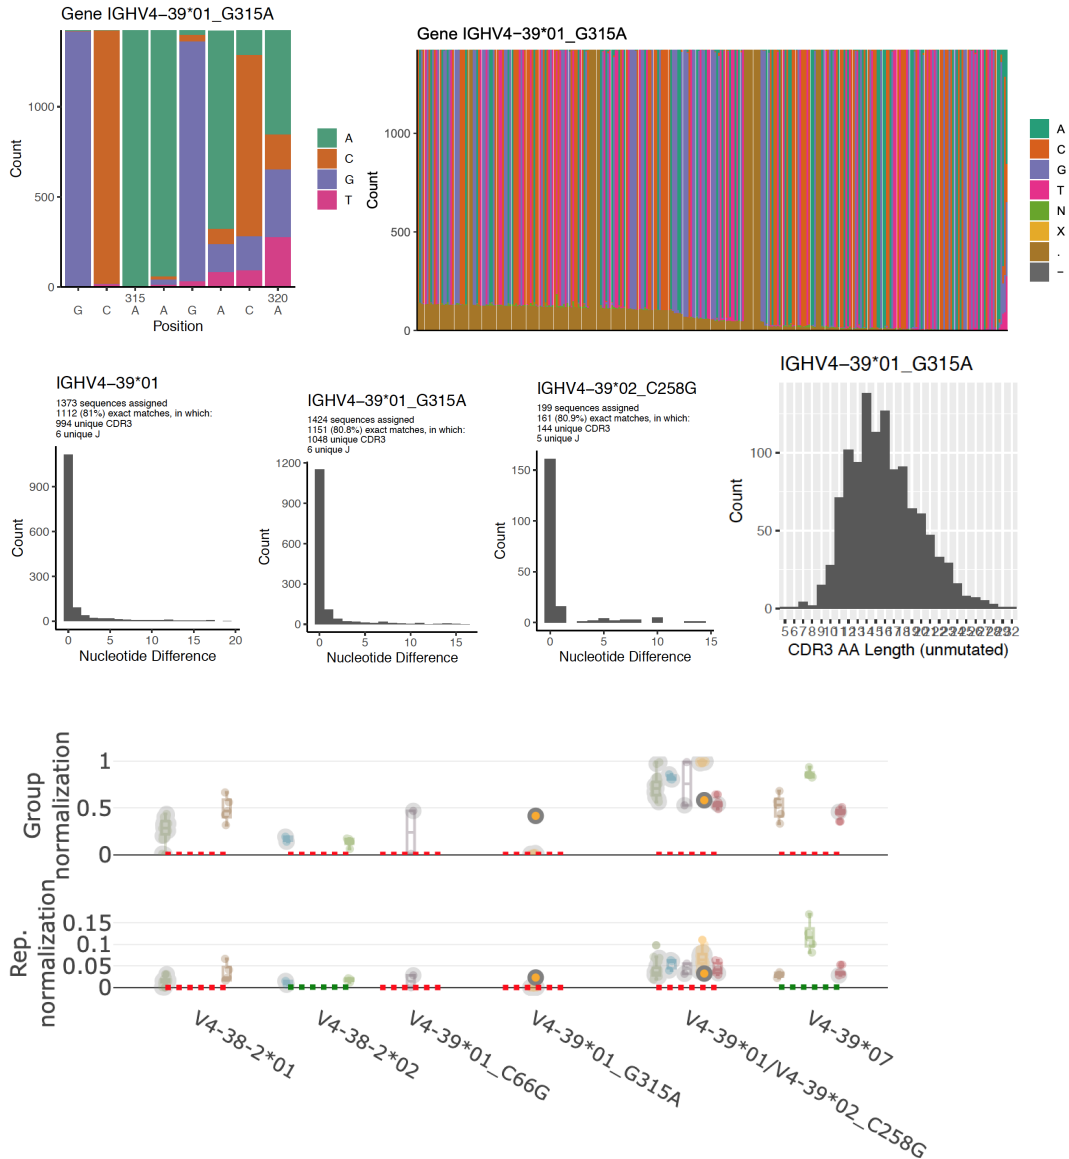 Gene IGHV4−39*01_G315A
Count
1000
500
0
315
320
G C A A G A C A
Position
A
C
G
T
Gene IGHV4−39*01_G315A
Count
1000
500
0
A
C
G
T
N
X
.
−
IGHV4−39*01
1373 sequences assigned
1112 (81%) exact matches, in which:
994 unique CDR3
6 unique J
Count
900
600
300
0
0 5 10 15 20
Nucleotide Difference
IGHV4−39*01_G315A
1424 sequences assigned
1151 (80.8%) exact matches, in which:
1048 unique CDR3
6 unique J
Count
1200
900
600
300
0
0 5 10 15
Nucleotide Difference
IGHV4−39*02_C258G
199 sequences assigned
161 (80.9%) exact matches, in which:
144 unique CDR3
5 unique J
Count
150
100
50
0
0 5 10 15
Nucleotide Difference
IGHV4−39*01_G315A
Count
100
50
0
CDR3 AA Length (unmutated)
Group
normalization
1
0.5
0
Rep.
normalization
0.15
0.1
0.05
0
V4-38-2*01
V4-38-2*02
V4-39*01_C66G
V4-39*01_G315A
V4-39*01/V4-39*02_C258G
V4-39*07